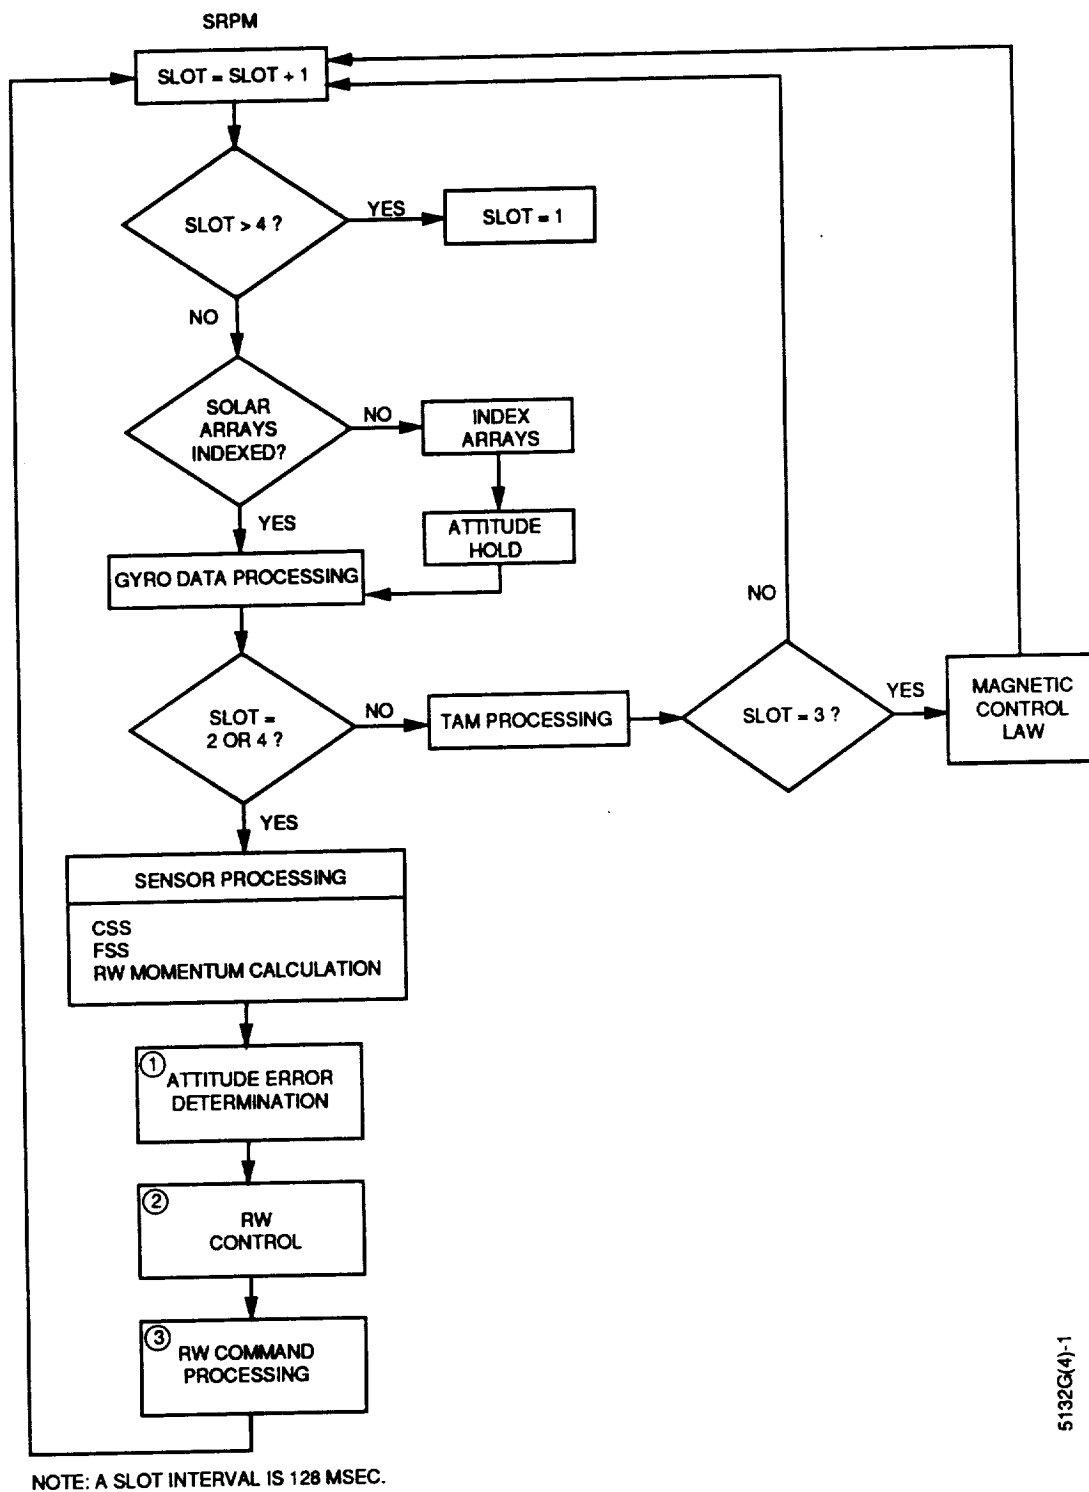 SRPM
SLOT = SLOT + 1
SLOT > 4 ?
YES
SLOT = 1
NO
SOLAR
ARRAYS
INDEXED?
NO
INDEX
ARRAYS
YES
ATTITUDE
HOLD
GYRO DATA PROCESSING
SLOT =
2 OR 4 ?
NO
TAM PROCESSING
SLOT = 3 ?
NO
YES
MAGNETIC
CONTROL
LAW
YES
SENSOR PROCESSING
CSS
FSS
RW MOMENTUM CALCULATION
1
ATTITUDE ERROR
DETERMINATION
2
RW
CONTROL
3
RW COMMAND
PROCESSING
NOTE: A SLOT INTERVAL IS 128 MSEC.
5132G(4)-1